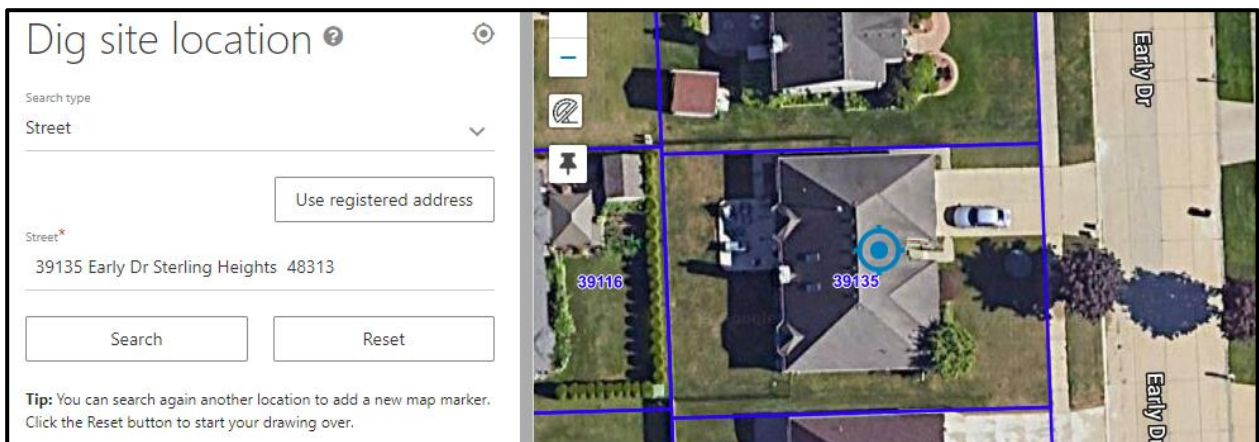 Dig site location ?
Search type
Street
Use registered address
Street*
39135 Early Dr Sterling Heights 48313
Search
Reset
Tip: You can search again another location to add a new map marker.
Click the Reset button to start your drawing over.
Early Dr
39116
39135
Early D